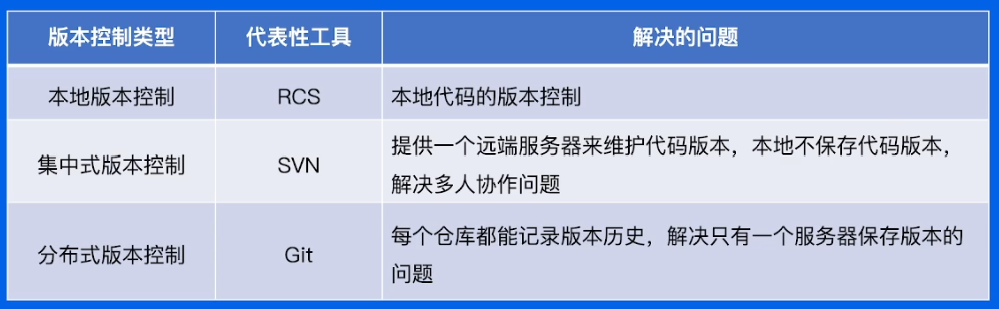 版本控制类型 代表性工具 解决的问题
本地版本控制 RCS 本地代码的版本控制
集中式版本控制 SVN 提供一个远端服务器来维护代码版本，本地不保存代码版本，
解决多人协作问题
分布式版本控制 Git 每个仓库都能记录版本历史，解决只有一个服务器保存版本的
问题